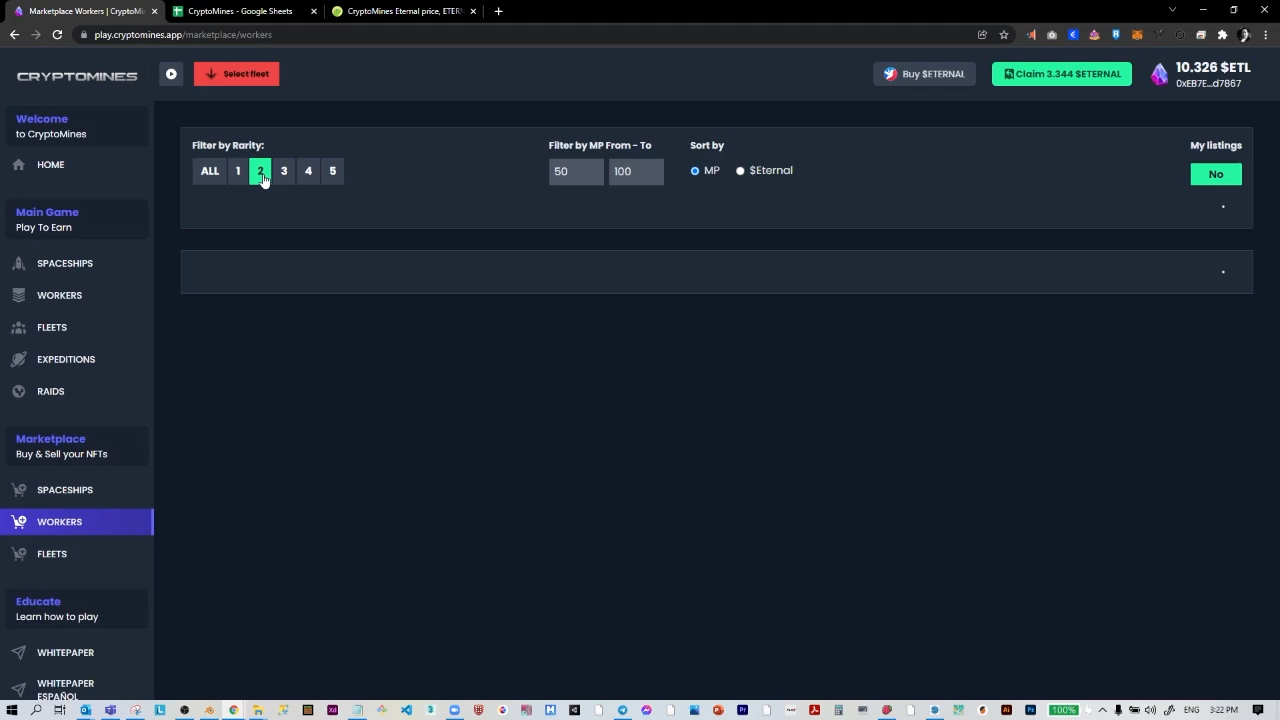 Marketplace Workers | CryptoMi
CryptoMines - Google Sheets
CryptoMines Eternal price, ETERN
play.cryptomines.app/marketplace/workers
CRYPTOMINES
Select fleet
Buy $ETERNAL
Claim 3.344 $ETERNAL
10.326 $ETL
0xEB7E...d7867
Welcome
to CryptoMines
HOME
Main Game
Play To Earn
SPACESHIPS
WORKERS
FLEETS
EXPEDITIONS
RAIDS
Marketplace
Buy & Sell your NFTs
SPACESHIPS
WORKERS
FLEETS
Educate
Learn how to play
WHITEPAPER
WHITEPAPER
ESPAÑOL
Filter by Rarity:
ALL 1 2 3 4 5
Filter by MP From - To
50 100
Sort by
MP $Eternal
My listings
No
100%
3:22 PM